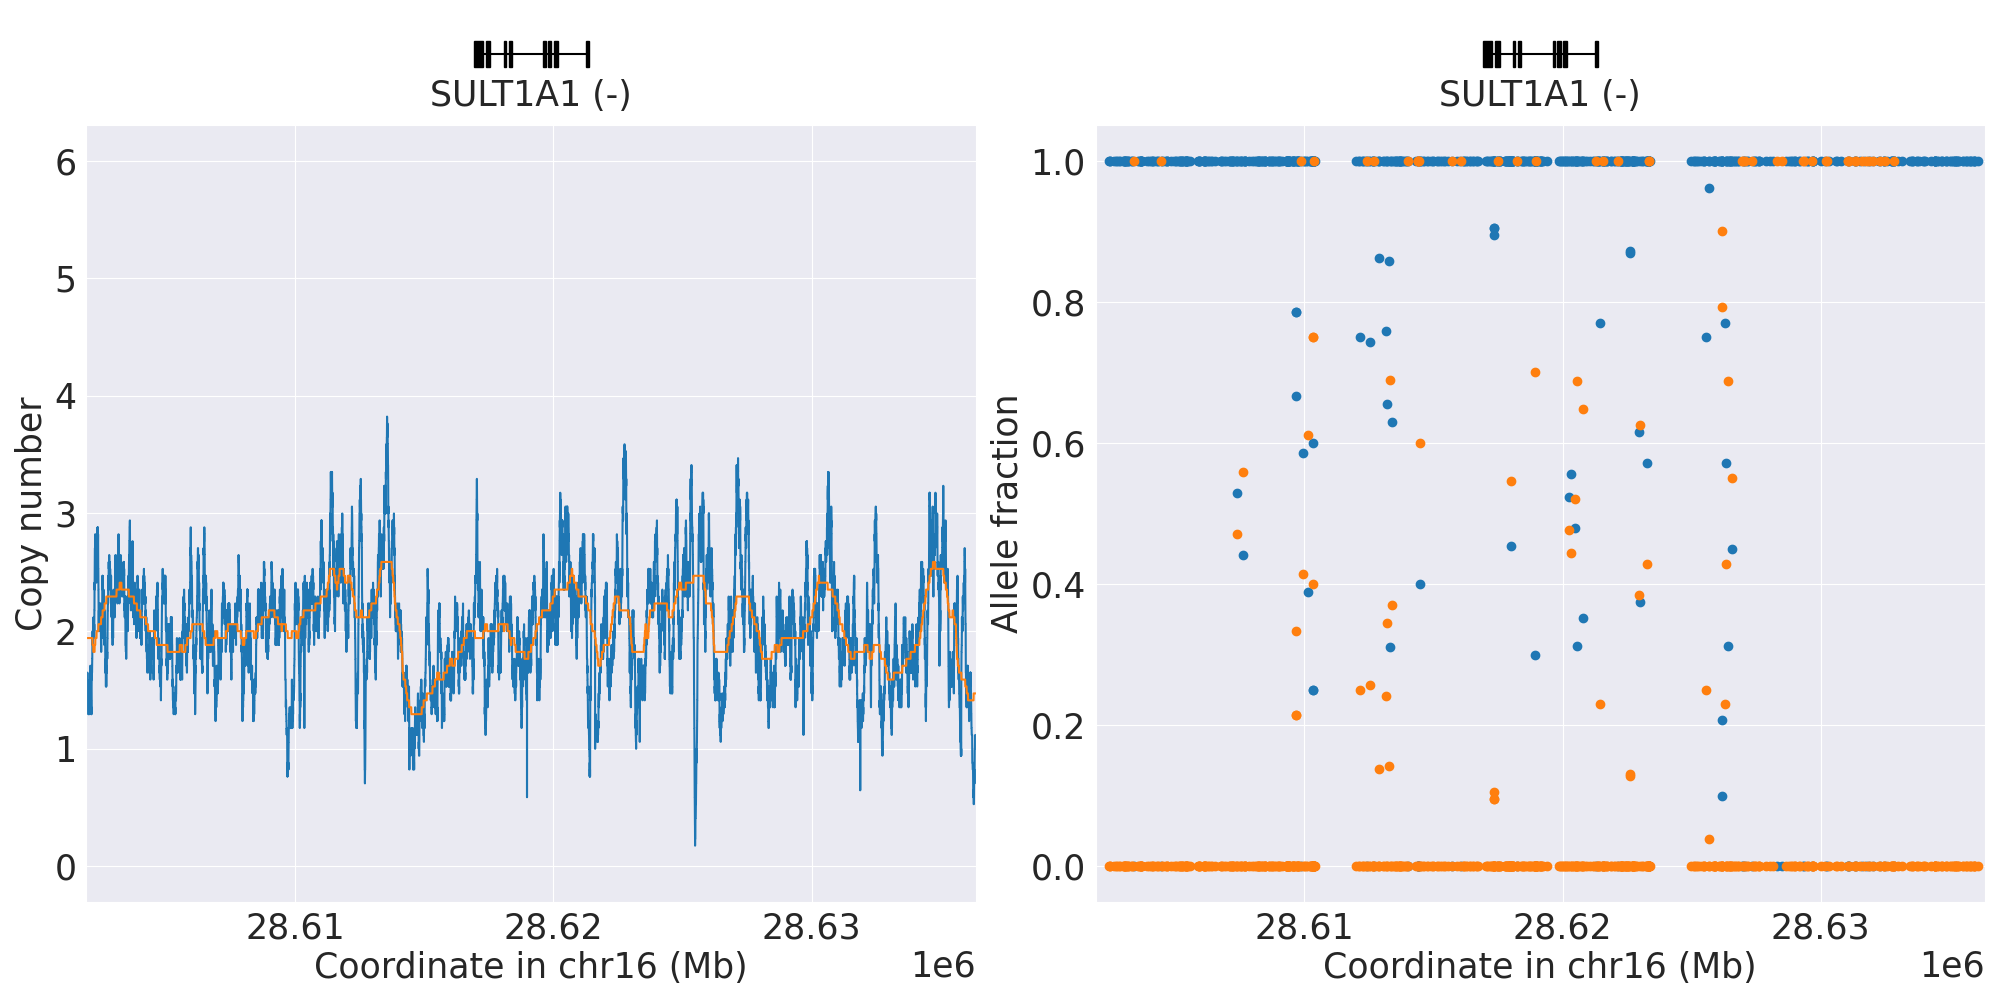 SULT1A1 (-)
SULT1A1 (-)
Copy number
6
5
4
3
2
1
0
28.61
28.62
28.63
Coordinate in chr16 (Mb)
1e6
Allele fraction
1.0
0.8
0.6
0.4
0.2
0.0
28.61
28.62
28.63
Coordinate in chr16 (Mb)
1e6